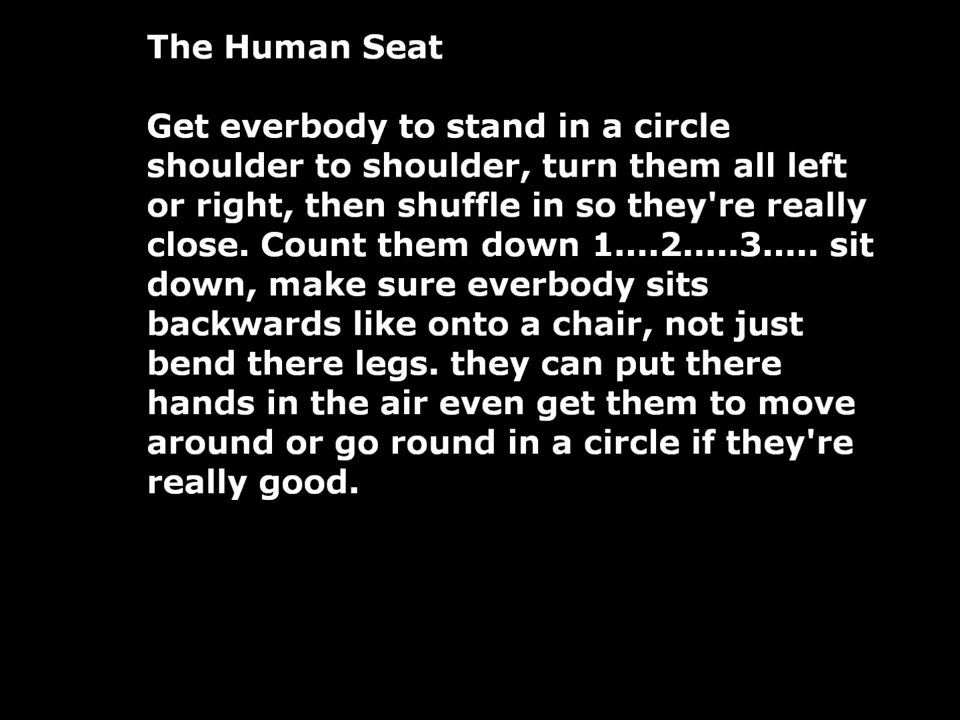 The Human Seat
Get everbody to stand in a circle
shoulder to shoulder, turn them all left
or right, then shuffle in so they're really
close. Count them down 1....2.....3..... sit
down, make sure everbody sits
backwards like onto a chair, not just
bend there legs. they can put there
hands in the air even get them to move
around or go round in a circle if they're
really good.